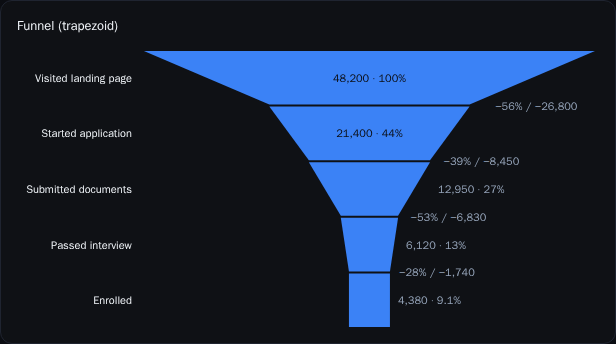 Funnel (trapezoid)
Visited landing page
48,200 · 100%
−56% / −26,800
Started application
21,400 · 44%
−39% / −8,450
Submitted documents
12,950 · 27%
−53% / −6,830
Passed interview
6,120 · 13%
−28% / −1,740
Enrolled
4,380 · 9.1%